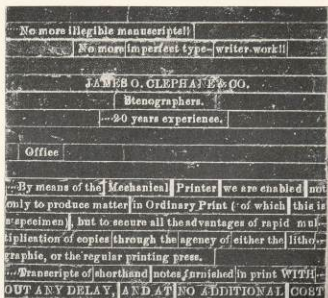 No more illegible manuscripts!!
No more imperfect type-writer work!!
JAMES O. CLEPHANE & CO.
Stenographers.
20 years experience.
Office
By means of the Mechanical Printer we are enabled not
only to produce matter in Ordinary Print (of which this is
a specimen), but to secure all the advantages of rapid mul-
tiplication of copies through the agency of either the litho-
graphic, or the regular printing press.
Transcripts of shorthand notes furnished in print WITH-
OUT ANY DELAY, AND AT NO ADDITIONAL COST